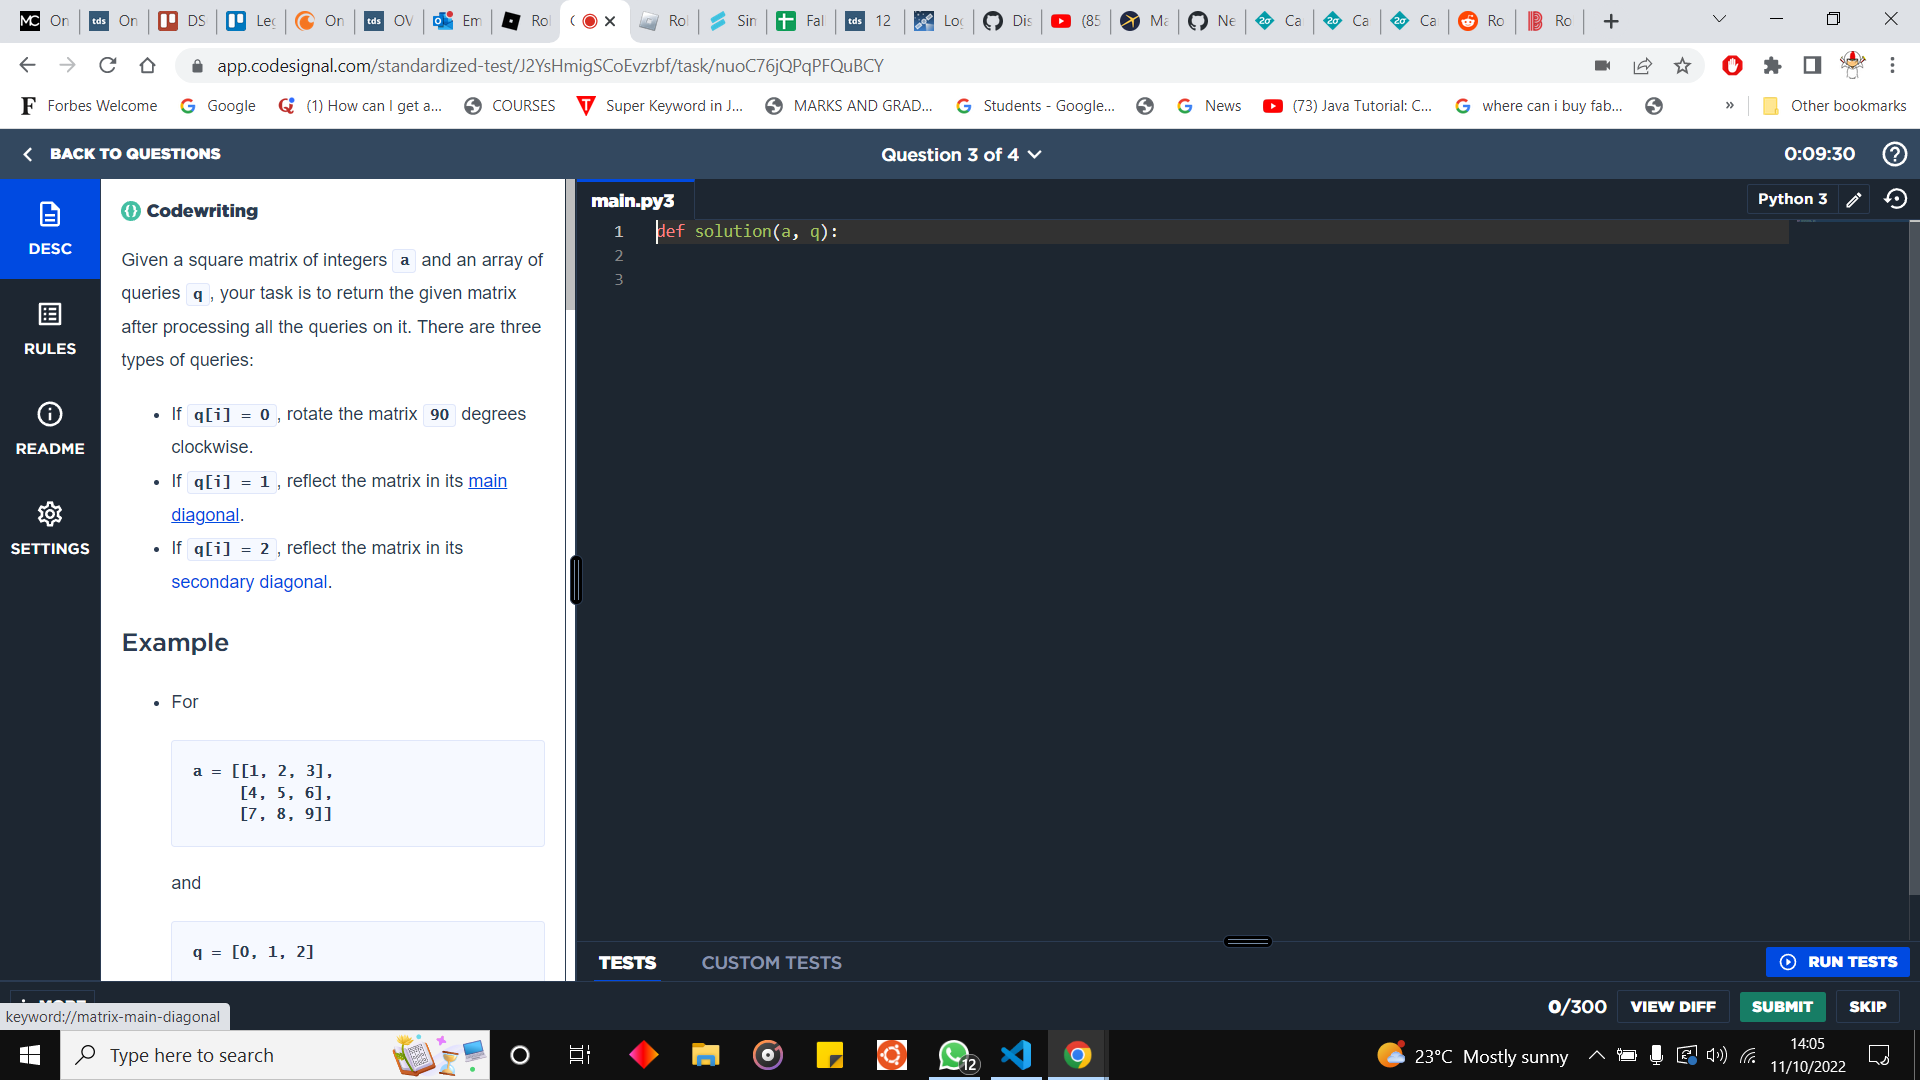 On
On
DS
Leg
On
OV
Em
Rol
Rol
Sin
Fal
12
Log
Dis
(85
Ma
Ne
Ca
Ca
Ca
Ro
Ro
app.codesignal.com/standardized-test/J2YsHmigSCoEvzrbf/task/nuoC76jQPqPFQuBCY
Forbes Welcome
Google
(1) How can I get a...
COURSES
Super Keyword in J...
MARKS AND GRAD...
Students - Google...
News
(73) Java Tutorial: C...
where can i buy fab...
»
Other bookmarks
BACK TO QUESTIONS
Question 3 of 4
0:09:30
DESC
RULES
README
SETTINGS
Codewriting
Given a square matrix of integers a and an array of
queries q, your task is to return the given matrix
after processing all the queries on it. There are three
types of queries:
• If q[i] = 0, rotate the matrix 90 degrees
clockwise.
• If q[i] = 1, reflect the matrix in its main
diagonal.
• If q[i] = 2, reflect the matrix in its
secondary diagonal.
Example
• For
a = [[1, 2, 3],
[4, 5, 6],
[7, 8, 9]]
and
q = [0, 1, 2]
main.py3
Python 3
1 def solution(a, q):
2
3
TESTS
CUSTOM TESTS
RUN TESTS
MORE
0/300
VIEW DIFF
SUBMIT
SKIP
keyword://matrix-main-diagonal
Type here to search
12
23°C Mostly sunny
14:05
11/10/2022